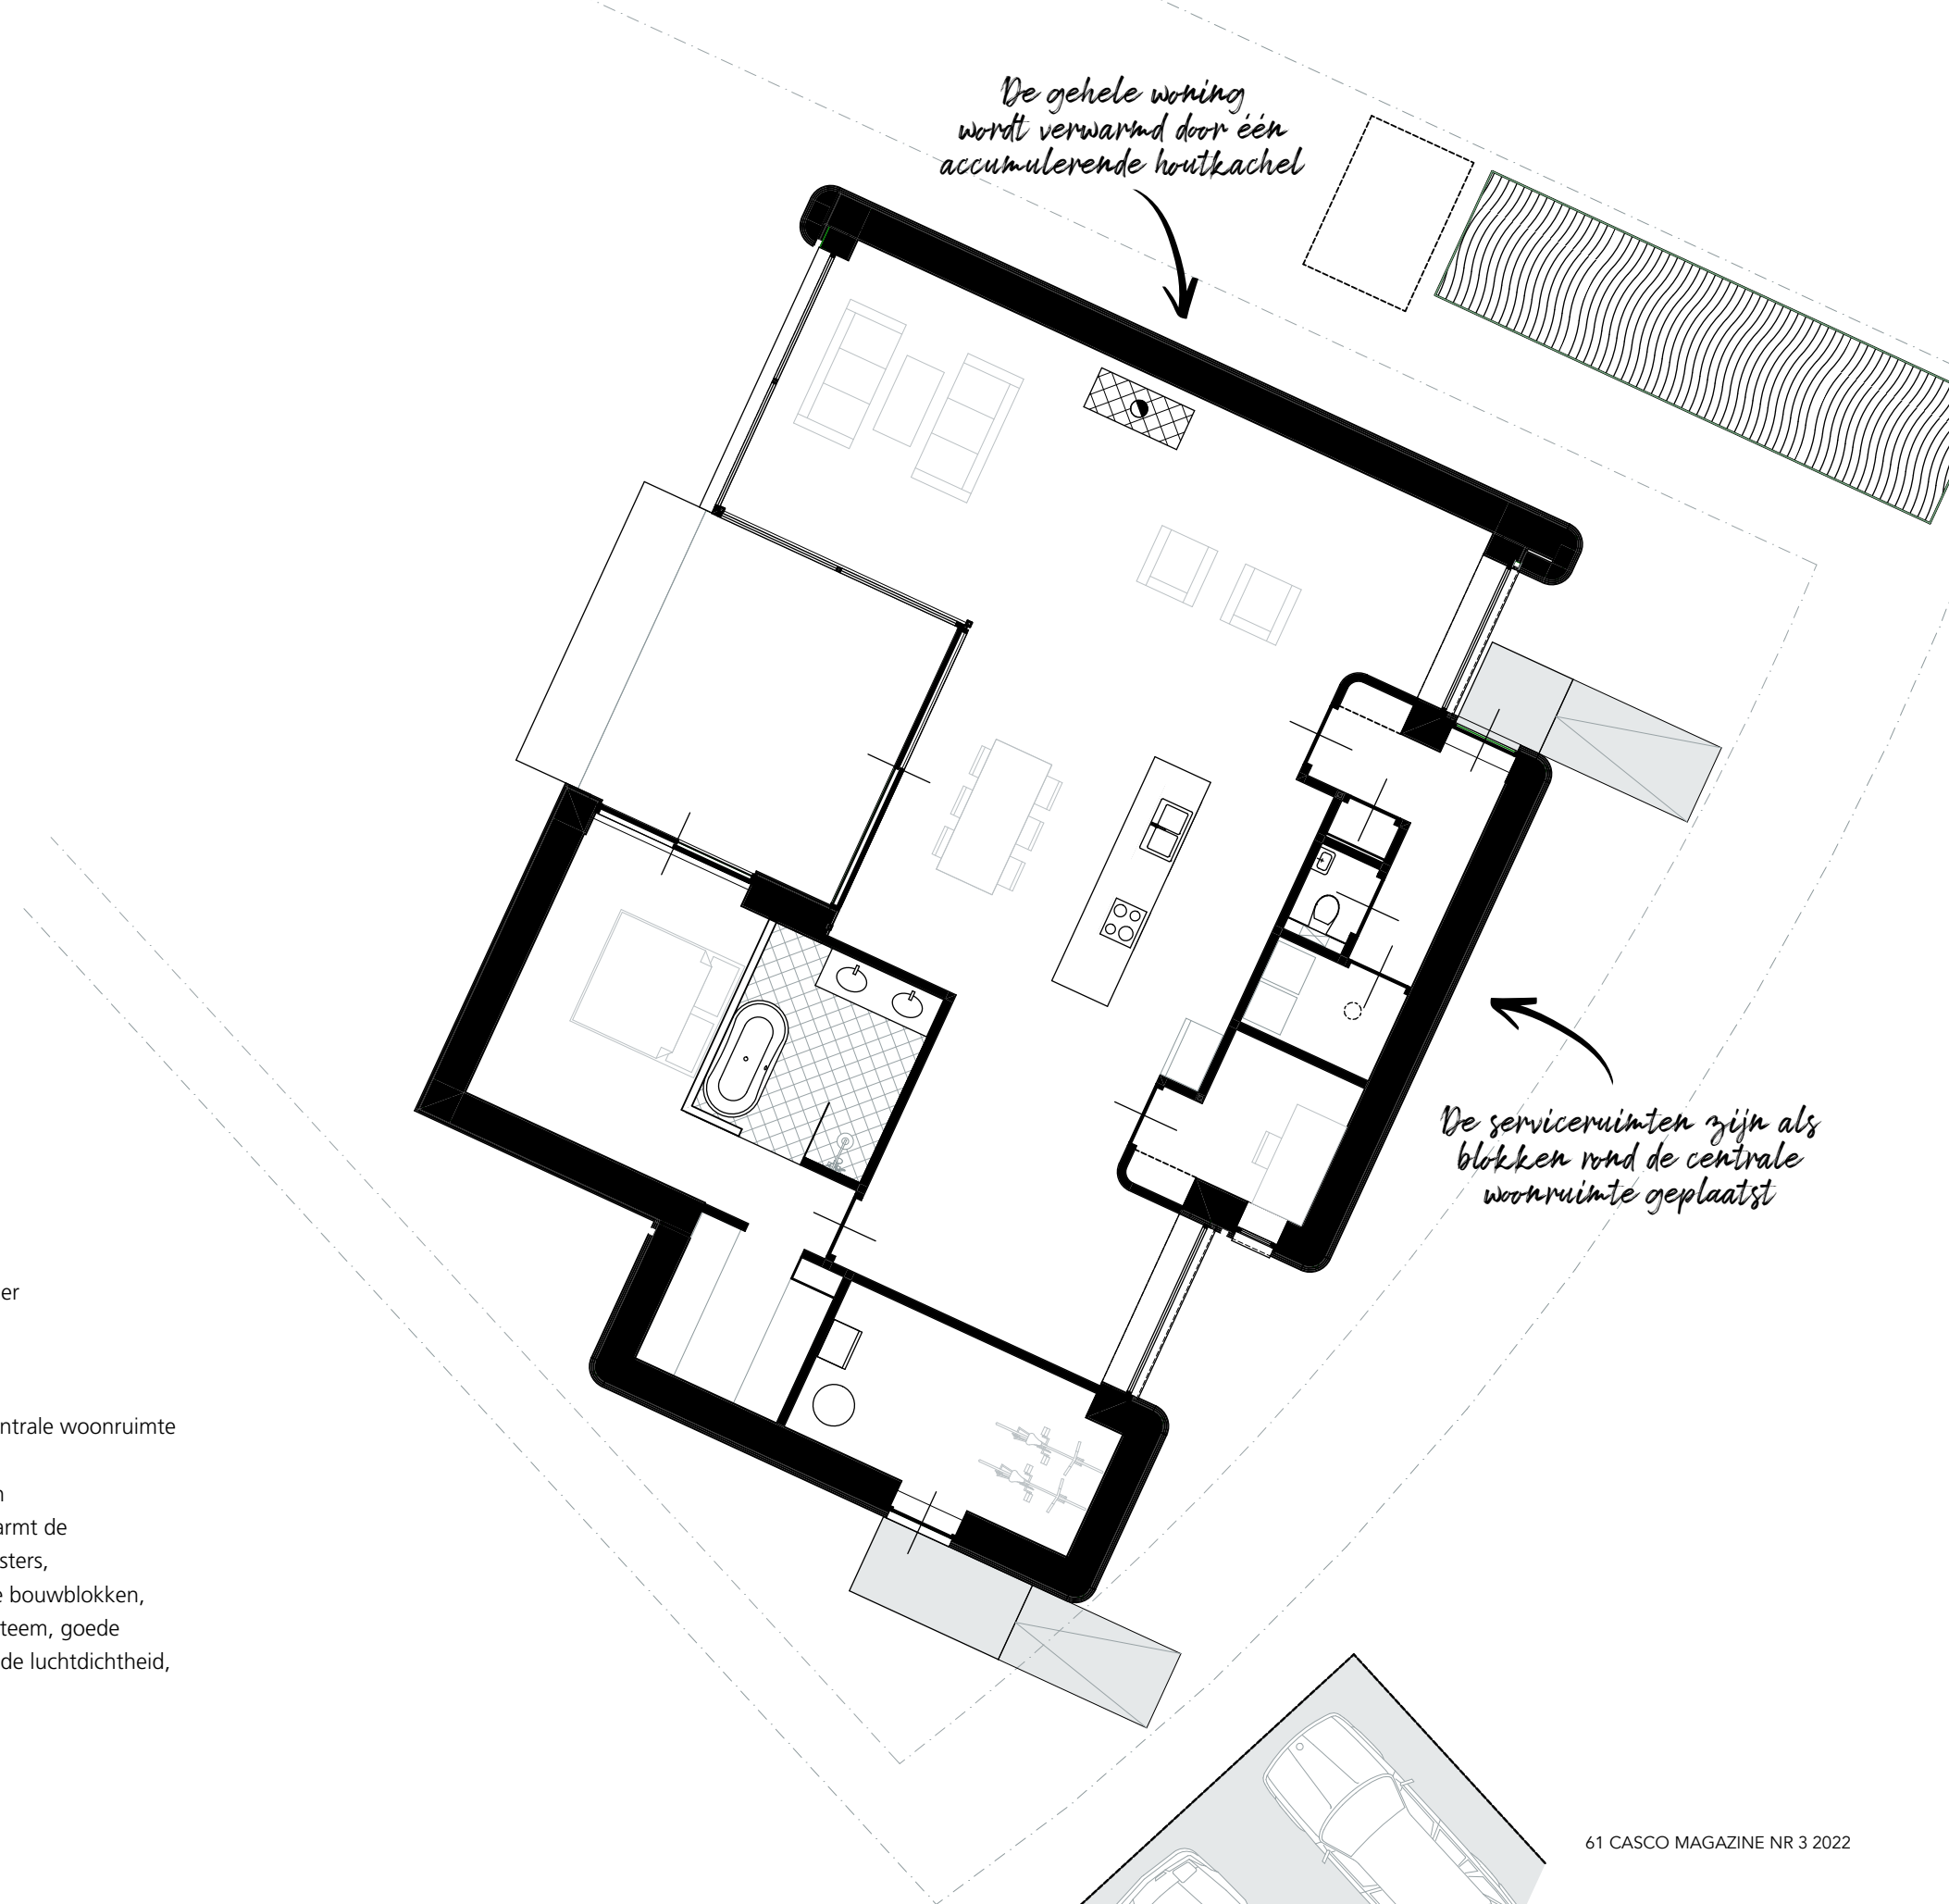 De gehele woning
wordt verwarmd door één
accumulerende houtkachel
De serviceruimten zijn als
blokken rond de centrale
woonruimte geplaatst
er
ntrale woonruimte
n
armt de
sters,
e bouwblokken,
teem, goede
de luchtdichtheid,
61 CASCO MAGAZINE NR 3 2022